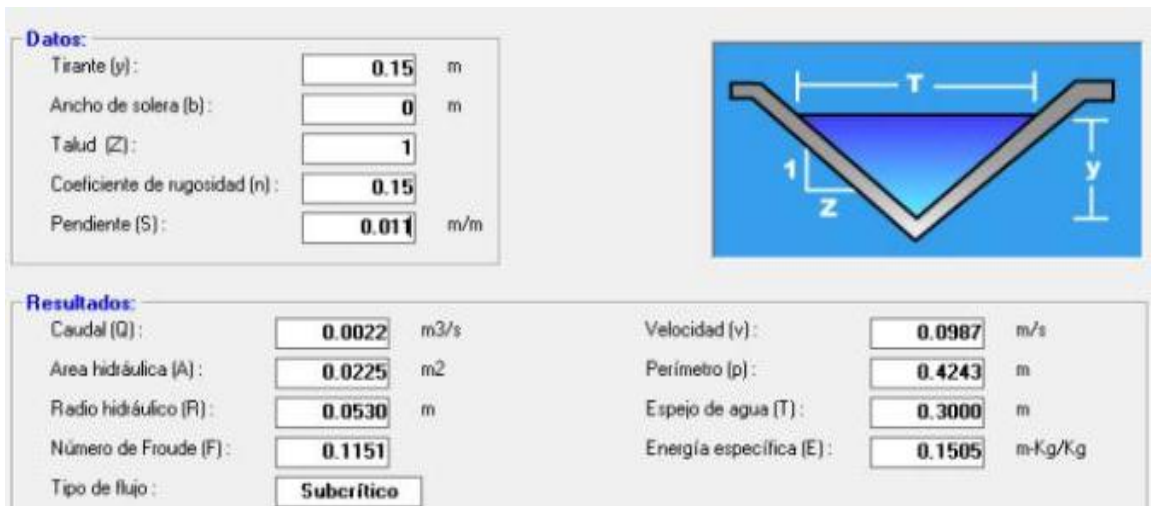 Datos:
Tirante (y) : 0.15 m
Ancho de solera (b) : 0 m
Talud (Z) : 1
Coeficiente de rugosidad (n) : 0.15
Pendiente (S) : 0.011 m/m
T
1
Z
y
Resultados:
Caudal (Q) : 0.0022 m3/s Velocidad (v) : 0.0987 m/s
Area hidráulica (A) : 0.0225 m2 Perímetro (p) : 0.4243 m
Radio hidráulico (R) : 0.0530 m Espejo de agua (T) : 0.3000 m
Número de Froude (F) : 0.1151 Energía específica (E) : 0.1505 m-Kg/Kg
Tipo de flujo : Subcrítico